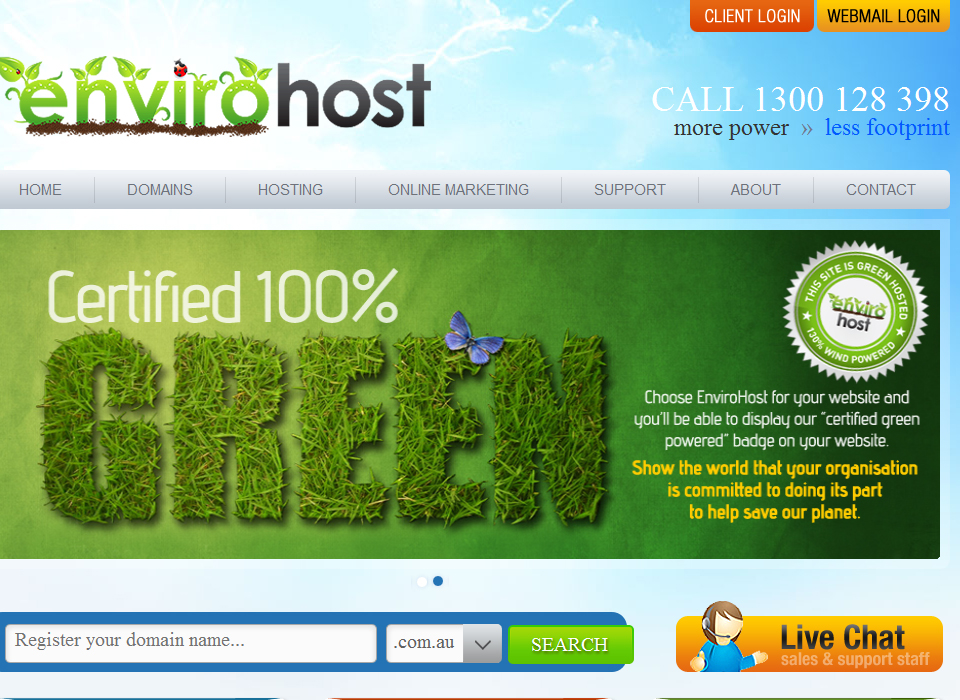 CLIENT LOGIN
WEBMAIL LOGIN
envirohost
CALL 1300 128 398
more power » less footprint
HOME
DOMAINS
HOSTING
ONLINE MARKETING
SUPPORT
ABOUT
CONTACT
Certified 100%
GREEN
THIS SITE IS GREEN HOSTED
enviro
host
130% WIND POWERED
Choose EnviroHost for your website and
you'll be able to display our "certified green
powered" badge on your website.
Show the world that your organisation
is committed to doing its part
to help save our planet.
Register your domain name...
.com.au
SEARCH
Live Chat
sales & support staff